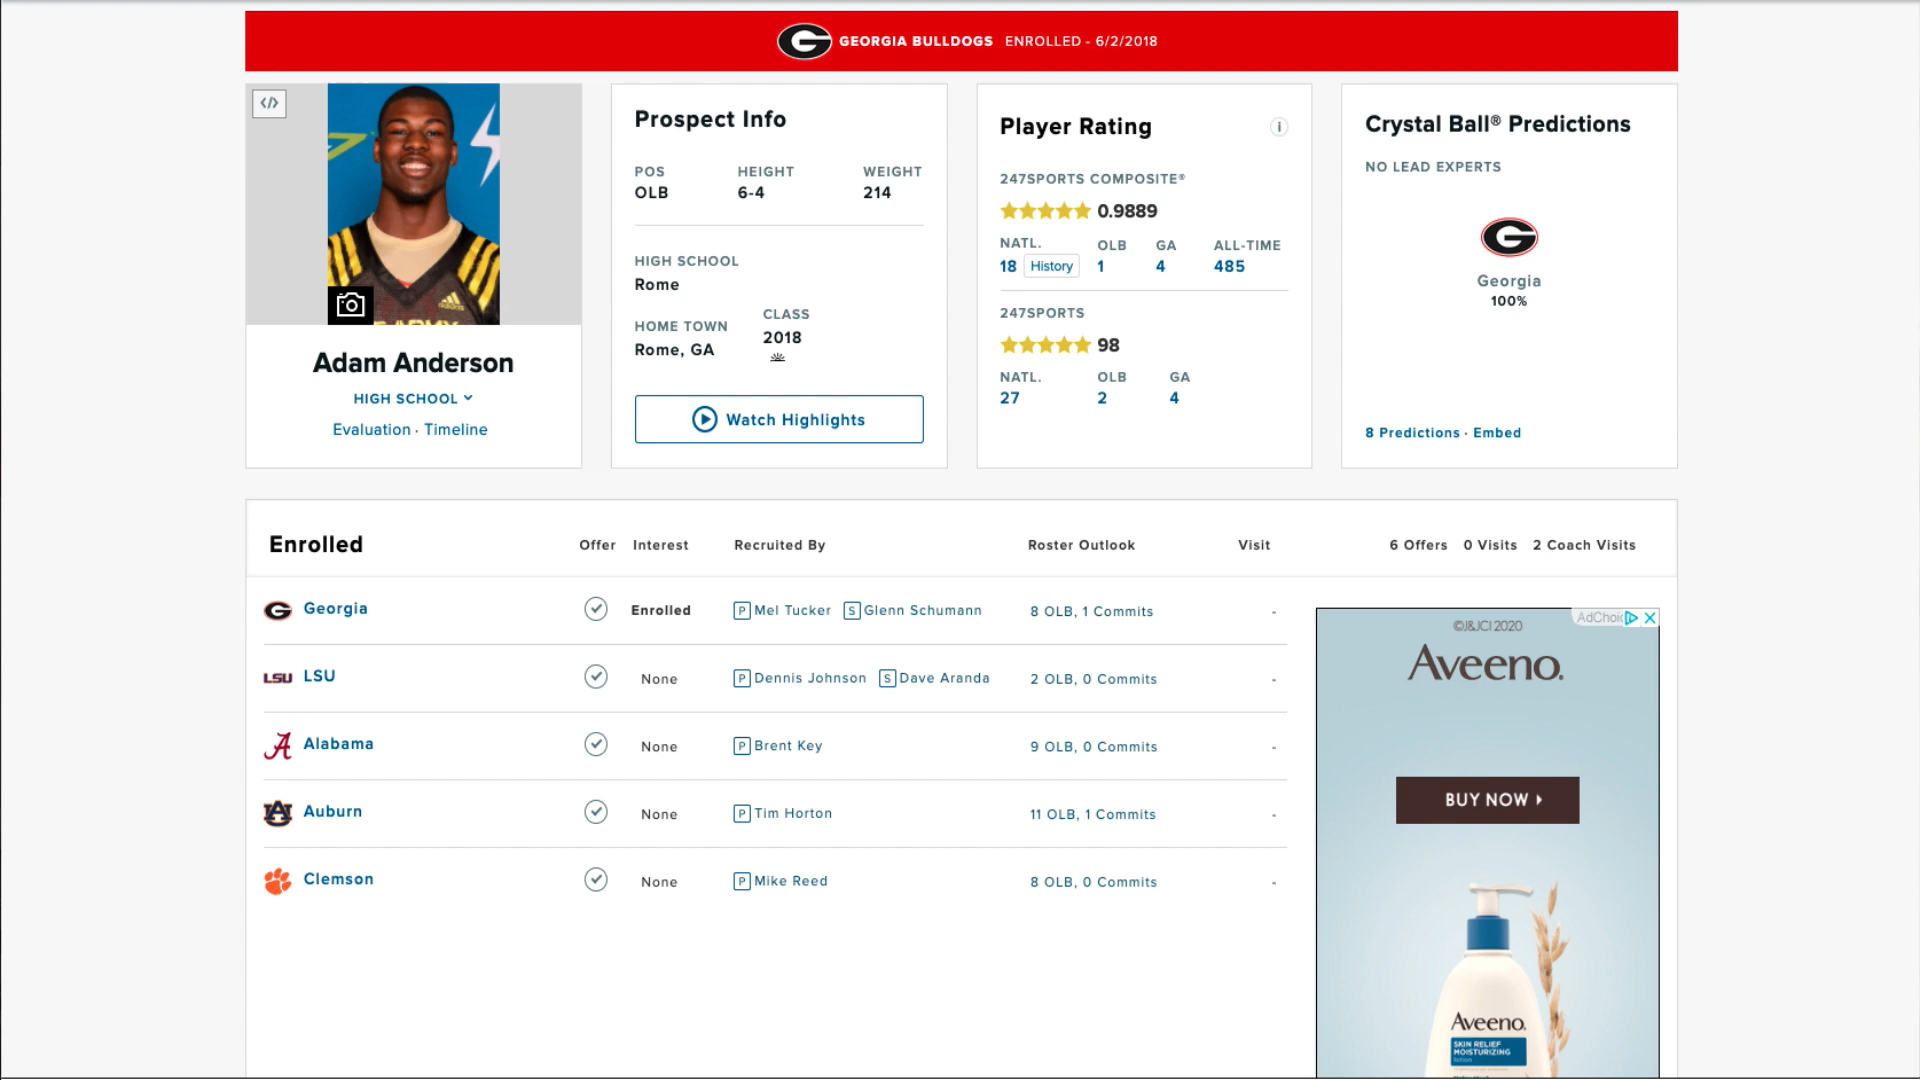 GEORGIA BULLDOGS ENROLLED - 6/2/2018
</>
Adam Anderson
HIGH SCHOOL
Evaluation · Timeline
Prospect Info
POS HEIGHT WEIGHT
OLB 6-4 214
HIGH SCHOOL
Rome
HOME TOWN CLASS
Rome, GA 2018
Watch Highlights
Player Rating i
247SPORTS COMPOSITE®
0.9889
NATL. OLB GA ALL-TIME
18 History 1 4 485
247SPORTS
98
NATL. OLB GA
27 2 4
Crystal Ball® Predictions
NO LEAD EXPERTS
Georgia
100%
8 Predictions · Embed
Enrolled Offer Interest Recruited By Roster Outlook Visit 6 Offers 0 Visits 2 Coach Visits
Georgia Enrolled P Mel Tucker S Glenn Schumann 8 OLB, 1 Commits -
LSU LSU None P Dennis Johnson S Dave Aranda 2 OLB, 0 Commits -
Alabama None P Brent Key 9 OLB, 0 Commits -
Auburn None P Tim Horton 11 OLB, 1 Commits -
Clemson None P Mike Reed 8 OLB, 0 Commits -
©J&JCI 2020
Aveeno.
BUY NOW
Aveeno.
SKIN RELIEF
MOISTURIZING
lotion